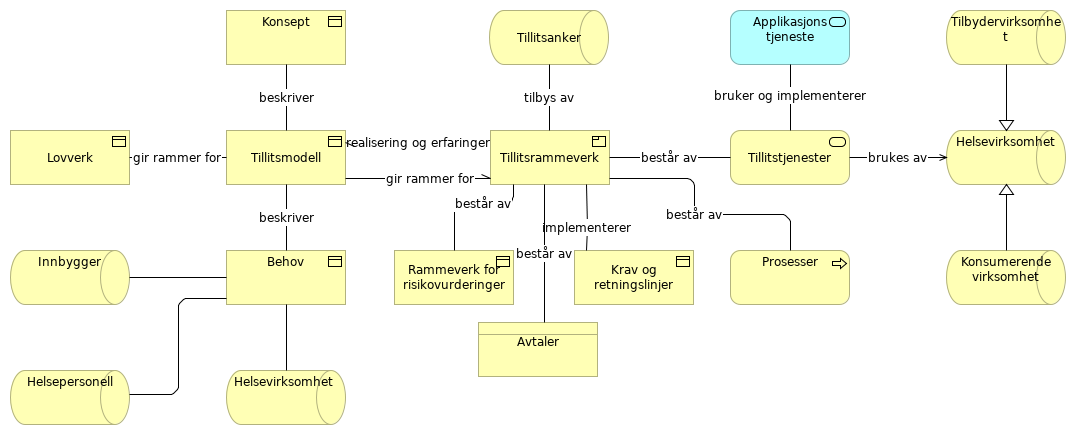 Konsept
Tillitsanker
Applikasjons
tjeneste
Tilbydervirksomhe
t
beskriver
tilbys av
bruker og implementerer
Lovverk
gir rammer for
Tillitsmodell
realisering og erfaringer
gir rammer for
Tillitsrammeverk
består av
Tillitstjenester
brukes av
Helsevirksomhet
beskriver
består av
implementerer
består av
består av
Innbygger
Behov
Rammeverk for
risikovurderinger
Krav og
retningslinjer
Prosesser
Konsumerende
virksomhet
Avtaler
Helsepersonell
Helsevirksomhet